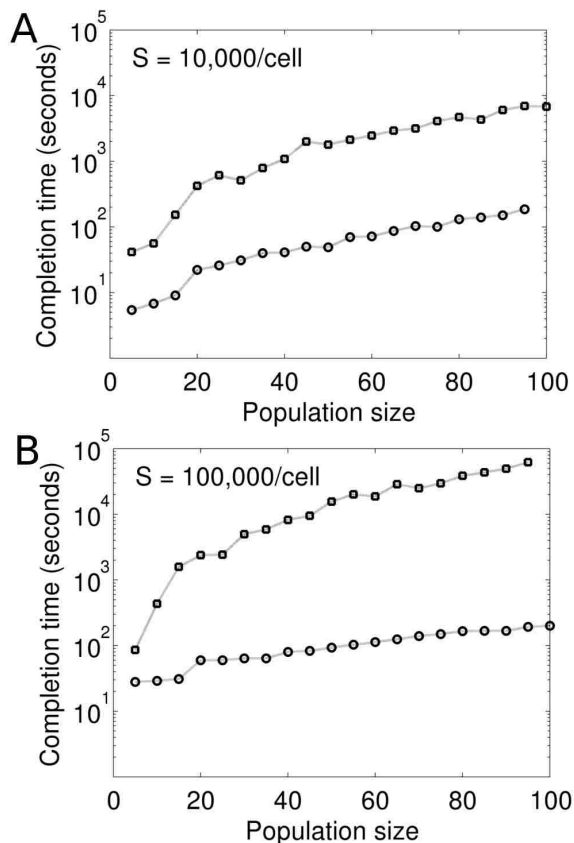 A
S = 10,000/cell
Completion time (seconds)
10^5
10^4
10^3
10^2
10^1
0 20 40 60 80 100
Population size
B
S = 100,000/cell
Completion time (seconds)
10^5
10^4
10^3
10^2
10^1
0 20 40 60 80 100
Population size